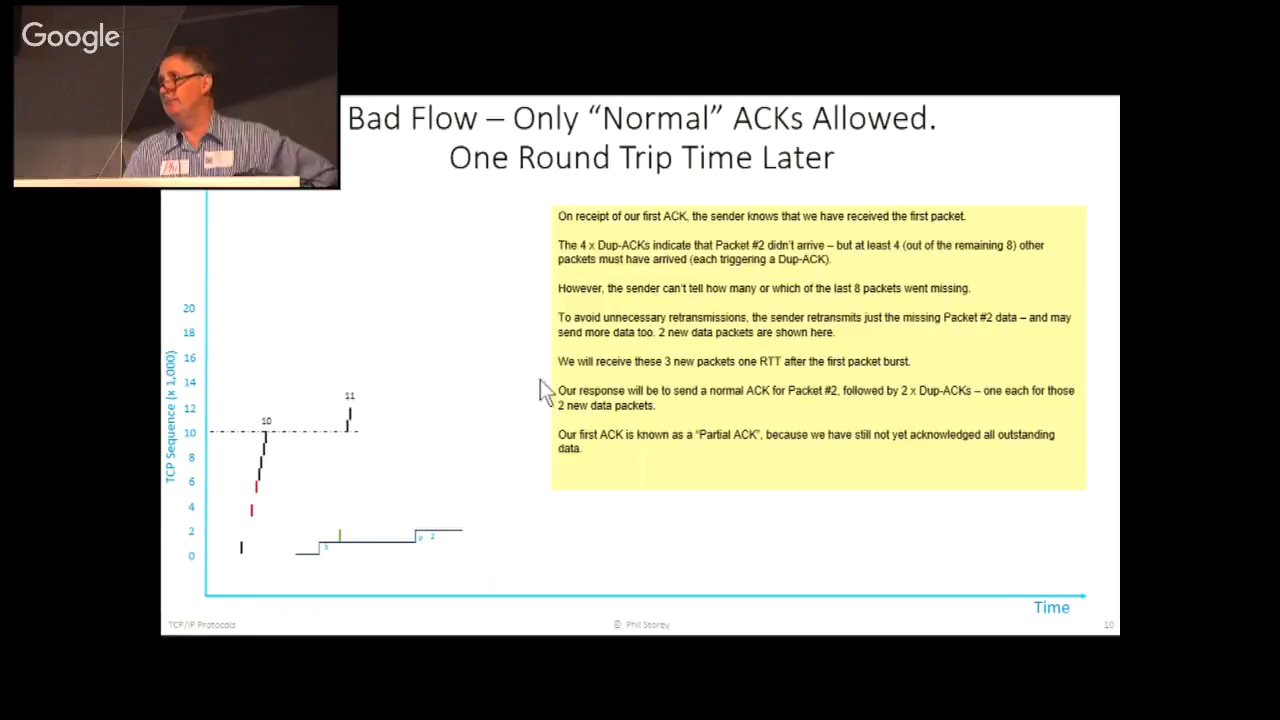 Google
Bad Flow – Only “Normal” ACKs Allowed.
One Round Trip Time Later
On receipt of our first ACK, the sender knows that we have received the first packet.
The 4 x Dup-ACKs indicate that Packet #2 didn't arrive – but at least 4 (out of the remaining 8) other
packets must have arrived (each triggering a Dup-ACK).
However, the sender can't tell how many or which of the last 8 packets went missing.
To avoid unnecessary retransmissions, the sender retransmits just the missing Packet #2 data – and may
send more data too. 2 new data packets are shown here.
We will receive these 3 new packets one RTT after the first packet burst.
Our response will be to send a normal ACK for Packet #2, followed by 2 x Dup-ACKs – one each for those
2 new data packets.
Our first ACK is known as a “Partial ACK”, because we have still not yet acknowledged all outstanding
data.
TCP Sequence (x 1,000)
20
18
16
14
12
10
8
6
4
2
0
10
11
5
2
Time
TCP/IP Protocols
© Phil Storey
10